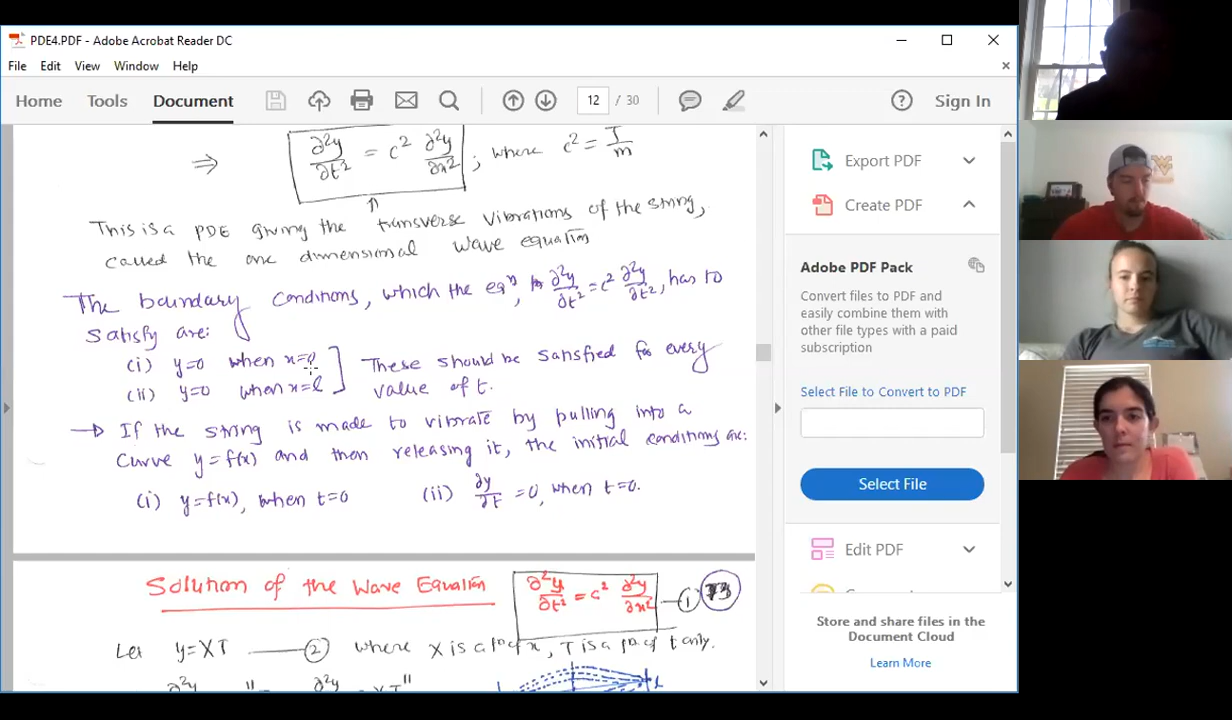 PDE4.PDF - Adobe Acrobat Reader DC
File Edit View Window Help
Home Tools Document 12 / 30 Sign In
⇒ ∂²y/∂t² = c² ∂²y/∂x² ; where c² = T/m
This is a PDE giving the transverse vibrations of the string,
called the one dimensional wave equation
The boundary conditions, which the eqⁿ, ∂²y/∂t² = c² ∂²y/∂t², has to
satisfy are:
(i) y=0 when x=0
(ii) y=0 when x=l
These should be satisfied for every
value of t.
→ If the string is made to vibrate by pulling into a
curve y=f(x) and then releasing it, the initial conditions are:
(i) y=f(x), when t=0 (ii) ∂y/∂t =0, when t=0.
Solution of the Wave Equation ∂²y/∂t² = c² ∂²y/∂x² — ① 73
Let y=XT — ② where X is a fⁿ of x, T is a fⁿ of t only.
∂²y ∂²y XT"
l
Export PDF
Create PDF
Adobe PDF Pack
Convert files to PDF and
easily combine them with
other file types with a paid
subscription
Select File to Convert to PDF
Select File
Edit PDF
Store and share files in the
Document Cloud
Learn More